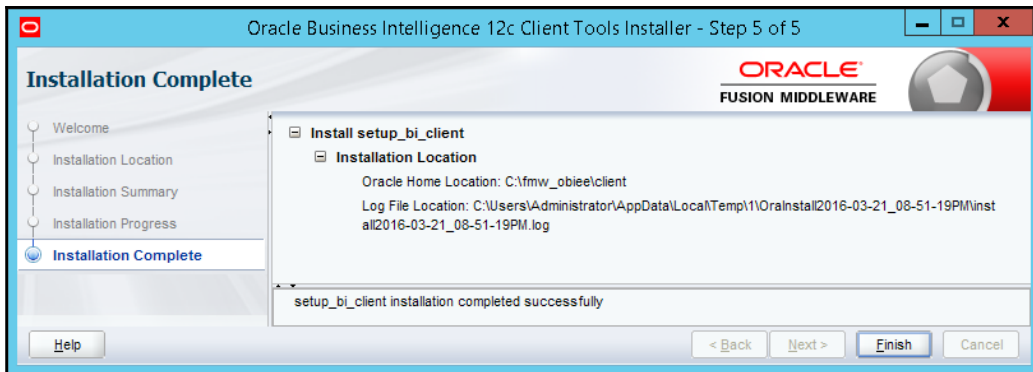 Oracle Business Intelligence 12c Client Tools Installer - Step 5 of 5
Installation Complete
ORACLE
FUSION MIDDLEWARE
Welcome
Installation Location
Installation Summary
Installation Progress
Installation Complete
Install setup_bi_client
Installation Location
Oracle Home Location: C:\fmw_obiee\client
Log File Location: C:\Users\Administrator\AppData\Local\Temp\1\OraInstall2016-03-21_08-51-19PM\inst
all2016-03-21_08-51-19PM.log
setup_bi_client installation completed successfully
Help
< Back
Next >
Finish
Cancel